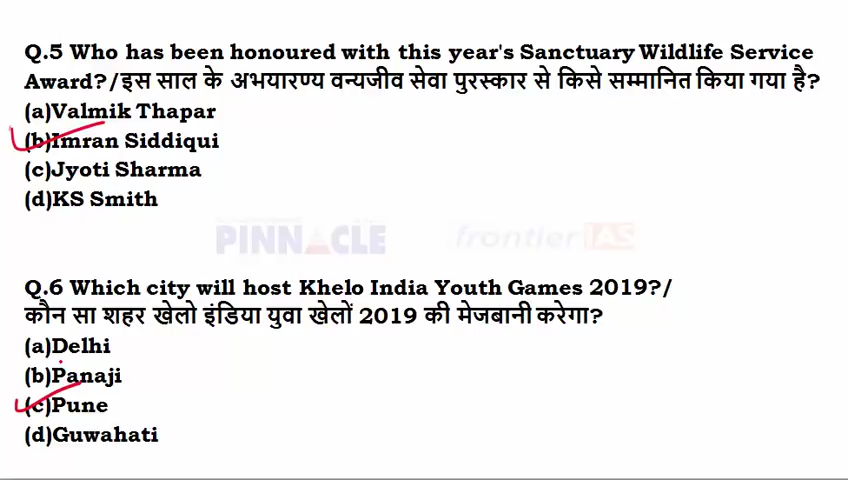 Q.5 Who has been honoured with this year's Sanctuary Wildlife Service
Award?/इस साल के अभयारण्य वन्यजीव सेवा पुरस्कार से किसे सम्मानित किया गया है?
(a)Valmik Thapar
(b)Imran Siddiqui
(c)Jyoti Sharma
(d)KS Smith
PINNACLE frontier IAS
Q.6 Which city will host Khelo India Youth Games 2019?/
कौन सा शहर खेलो इंडिया युवा खेलों 2019 की मेजबानी करेगा?
(a)Delhi
(b)Panaji
(c)Pune
(d)Guwahati